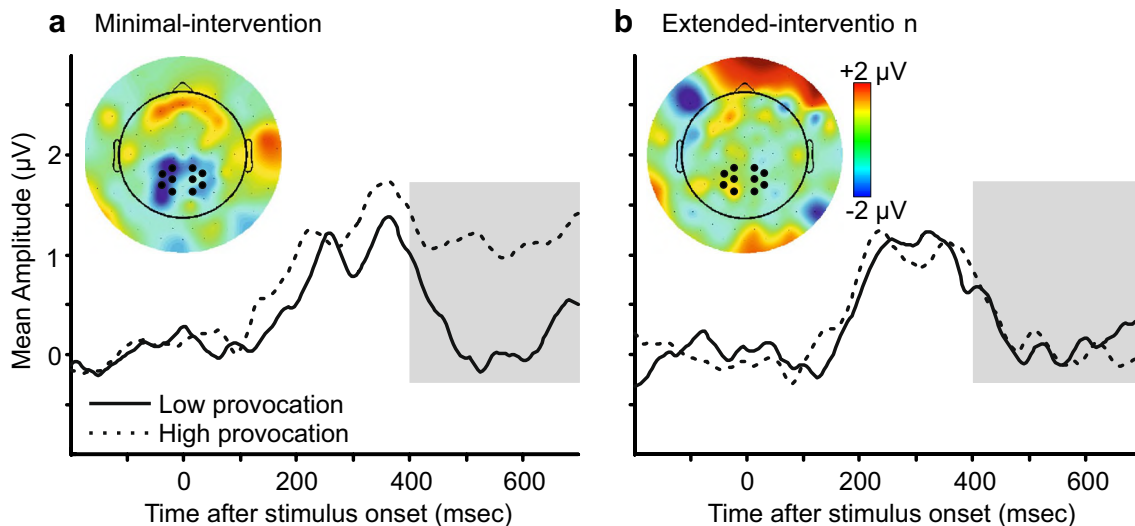 a Minimal-intervention
b Extended-interventio n
+2 µV
-2 µV
Mean Amplitude (µV)
2
1
0
Low provocation
High provocation
0 200 400 600
0 200 400 600
Time after stimulus onset (msec)
Time after stimulus onset (msec)